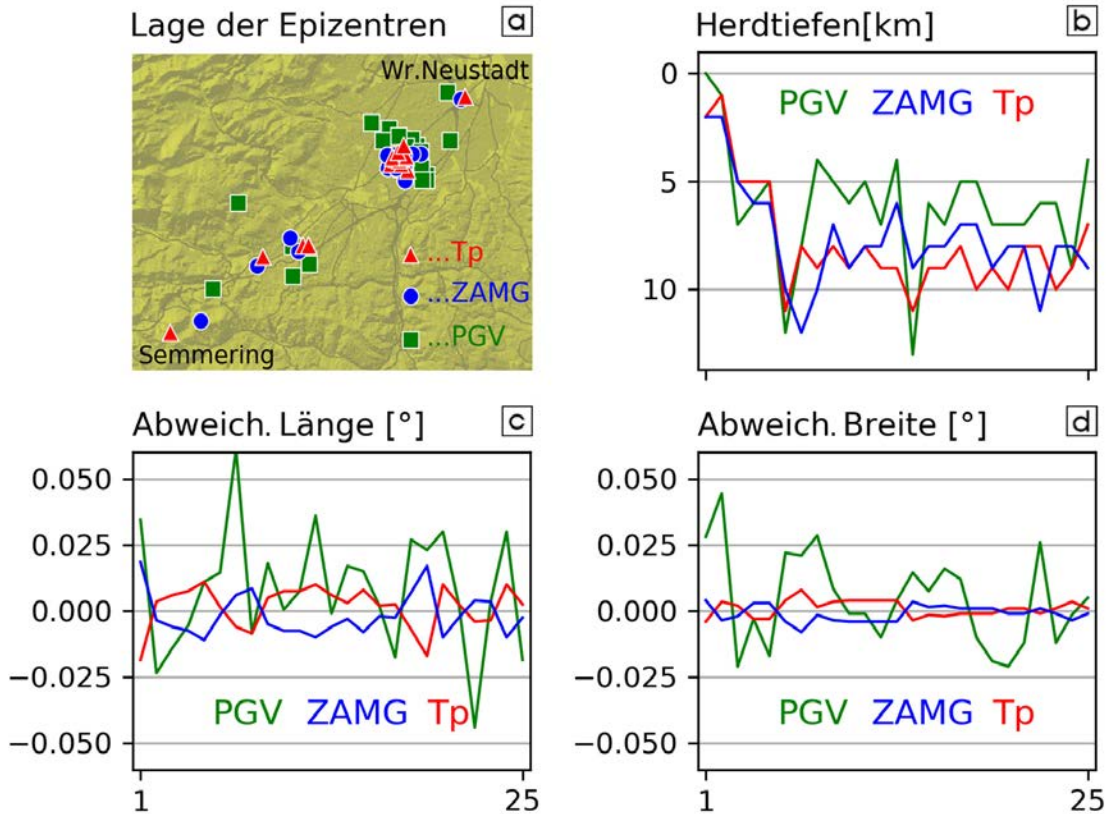 Lage der Epizentren a
Wr.Neustadt
...Tp
...ZAMG
...PGV
Semmering
Herdtiefen[km] b
0
5
10
PGV ZAMG Tp
1 25
Abweich. Länge [°] c
0.050
0.025
0.000
−0.025
−0.050
PGV ZAMG Tp
1 25
Abweich. Breite [°] d
0.050
0.025
0.000
−0.025
−0.050
PGV ZAMG Tp
1 25